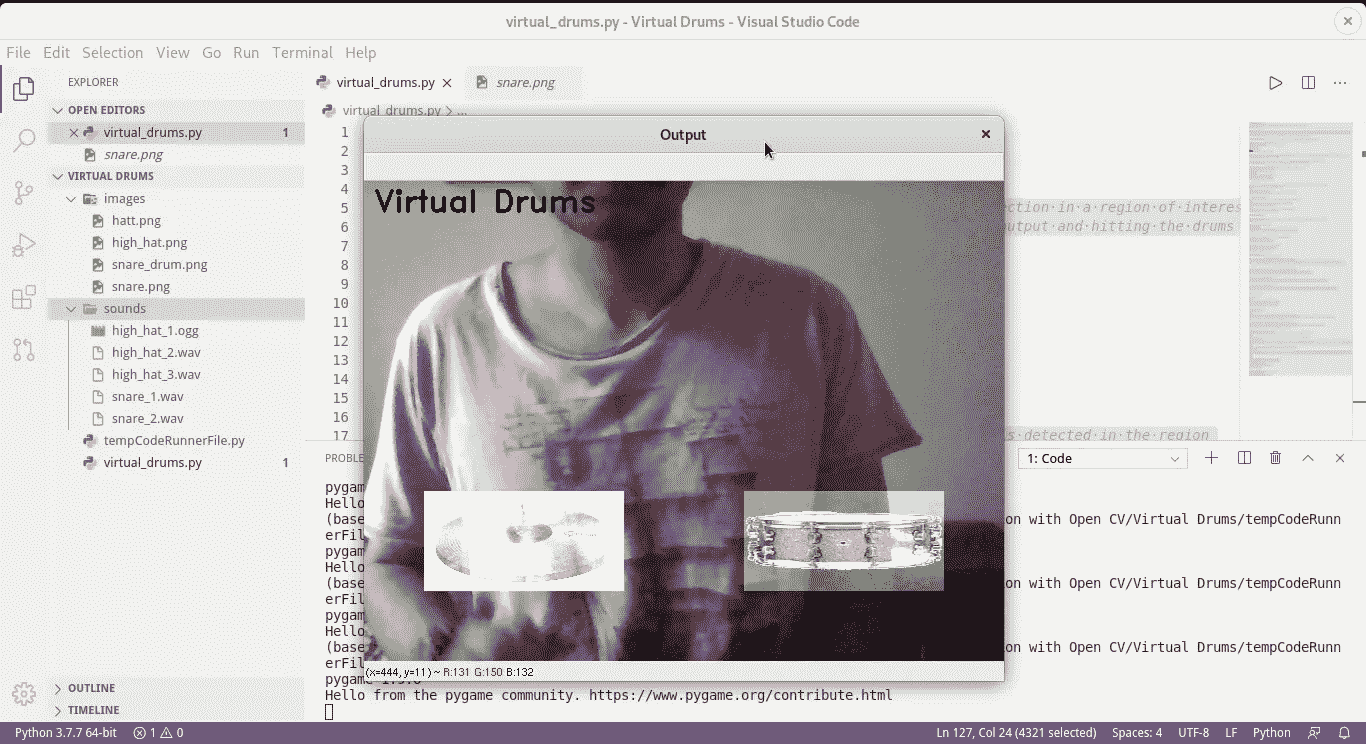 virtual_drums.py - Virtual Drums - Visual Studio Code
File Edit Selection View Go Run Terminal Help
EXPLORER
OPEN EDITORS
virtual_drums.py 1
snare.png
VIRTUAL DRUMS
images
hatt.png
high_hat.png
snare_drum.png
snare.png
sounds
high_hat_1.ogg
high_hat_2.wav
high_hat_3.wav
snare_1.wav
snare_2.wav
tempCodeRunnerFile.py
virtual_drums.py 1
OUTLINE
TIMELINE
virtual_drums.py snare.png
virtual_drums.py > ...
1
2
3
4
5 ction·in·a·region·of·interes
6 utput·and·hitting·the·drums
7
8
9
10
11
12
13
14
15
16
17 s·detected·in·the·region
Output
Virtual Drums
(x=444, y=11) ~ R:131 G:150 B:132
PROBLE
1: Code
pygam
Hello
(base on with Open CV/Virtual Drums/tempCodeRunn
erFil
pygam
Hello
(base on with Open CV/Virtual Drums/tempCodeRunn
erFil
pygam
Hello
(base on with Open CV/Virtual Drums/tempCodeRunn
erFil
Hello from the pygame community. https://www.pygame.org/contribute.html
Python 3.7.7 64-bit 1 0 Ln 127, Col 24 (4321 selected) Spaces: 4 UTF-8 LF Python